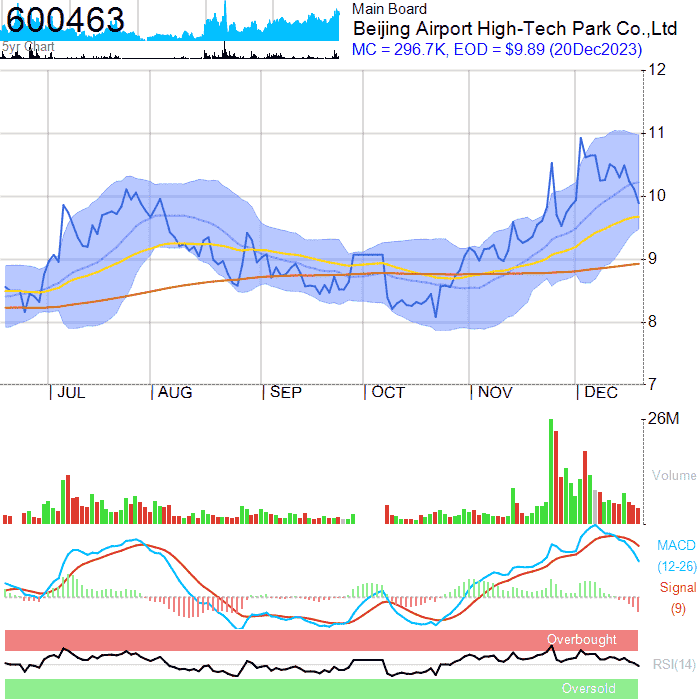 600463
5yr Chart
Main Board
Beijing Airport High-Tech Park Co.,Ltd
MC = 296.7K, EOD = $9.89 (20Dec2023)
12
11
10
9
8
7
| JUL | AUG | SEP | OCT | NOV | DEC
26M
Volume
MACD
(12-26)
Signal
(9)
Overbought
RSI(14)
Oversold